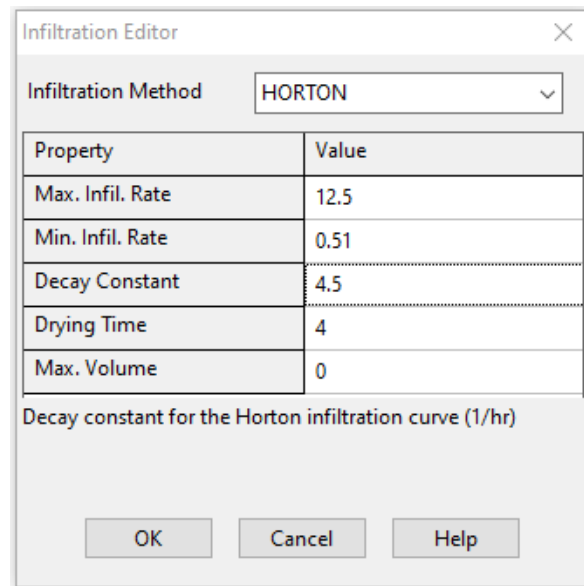 Infiltration Editor
Infiltration Method HORTON
Property Value
Max. Infil. Rate 12.5
Min. Infil. Rate 0.51
Decay Constant 4.5
Drying Time 4
Max. Volume 0
Decay constant for the Horton infiltration curve (1/hr)
OK Cancel Help